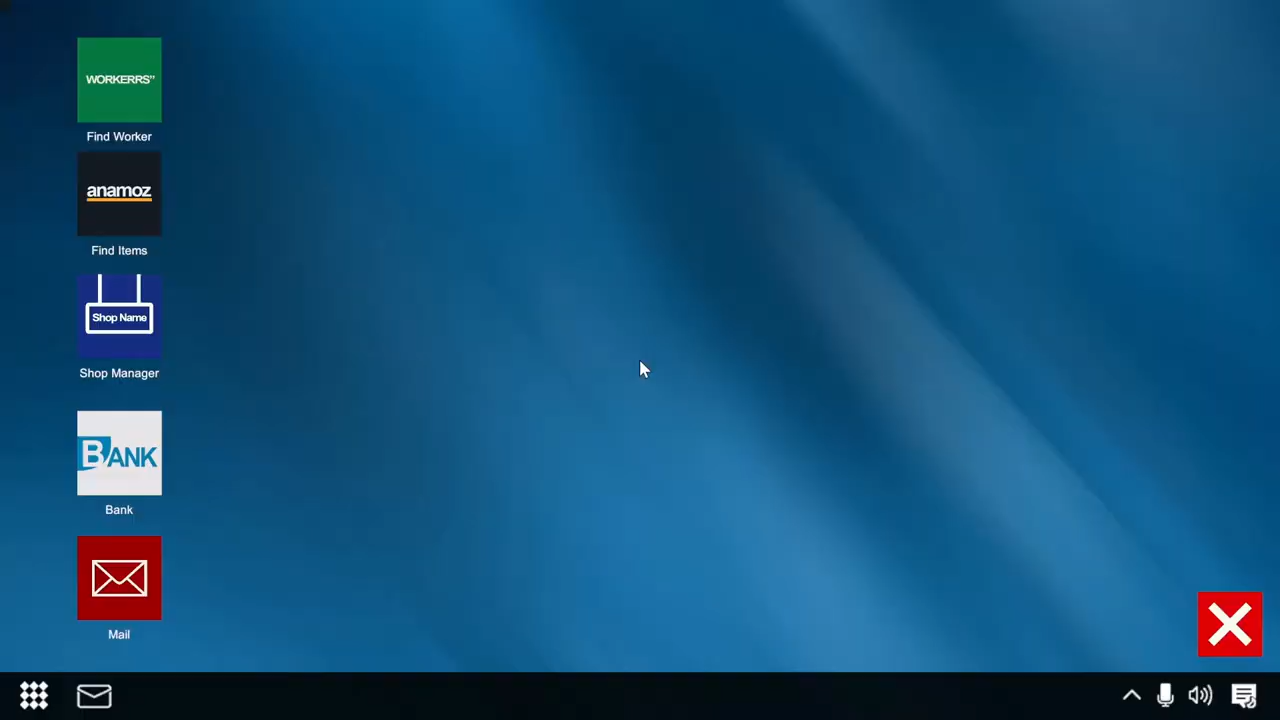 WORKERRS"
Find Worker
anamoz
Find Items
Shop Name
Shop Manager
BANK
Bank
Mail